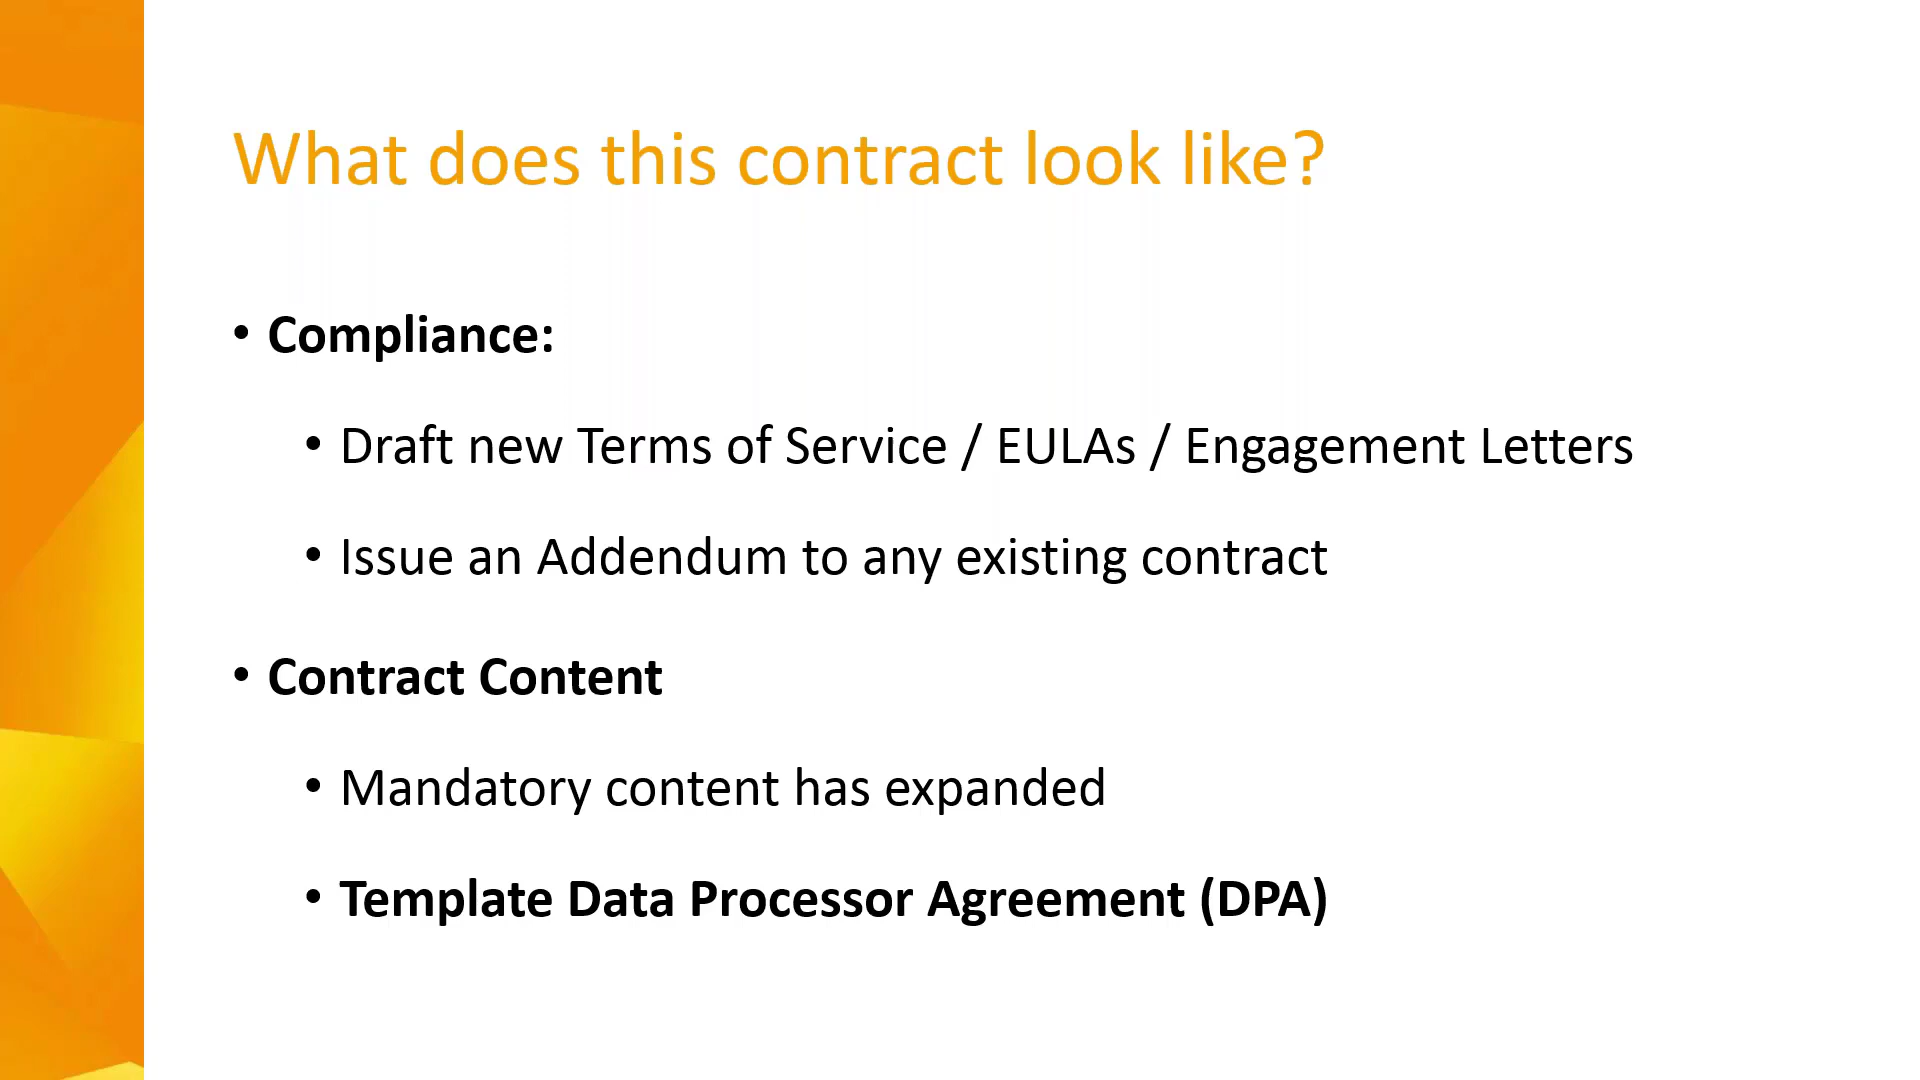 What does this contract look like?
• Compliance:
• Draft new Terms of Service / EULAs / Engagement Letters
• Issue an Addendum to any existing contract
• Contract Content
• Mandatory content has expanded
• Template Data Processor Agreement (DPA)